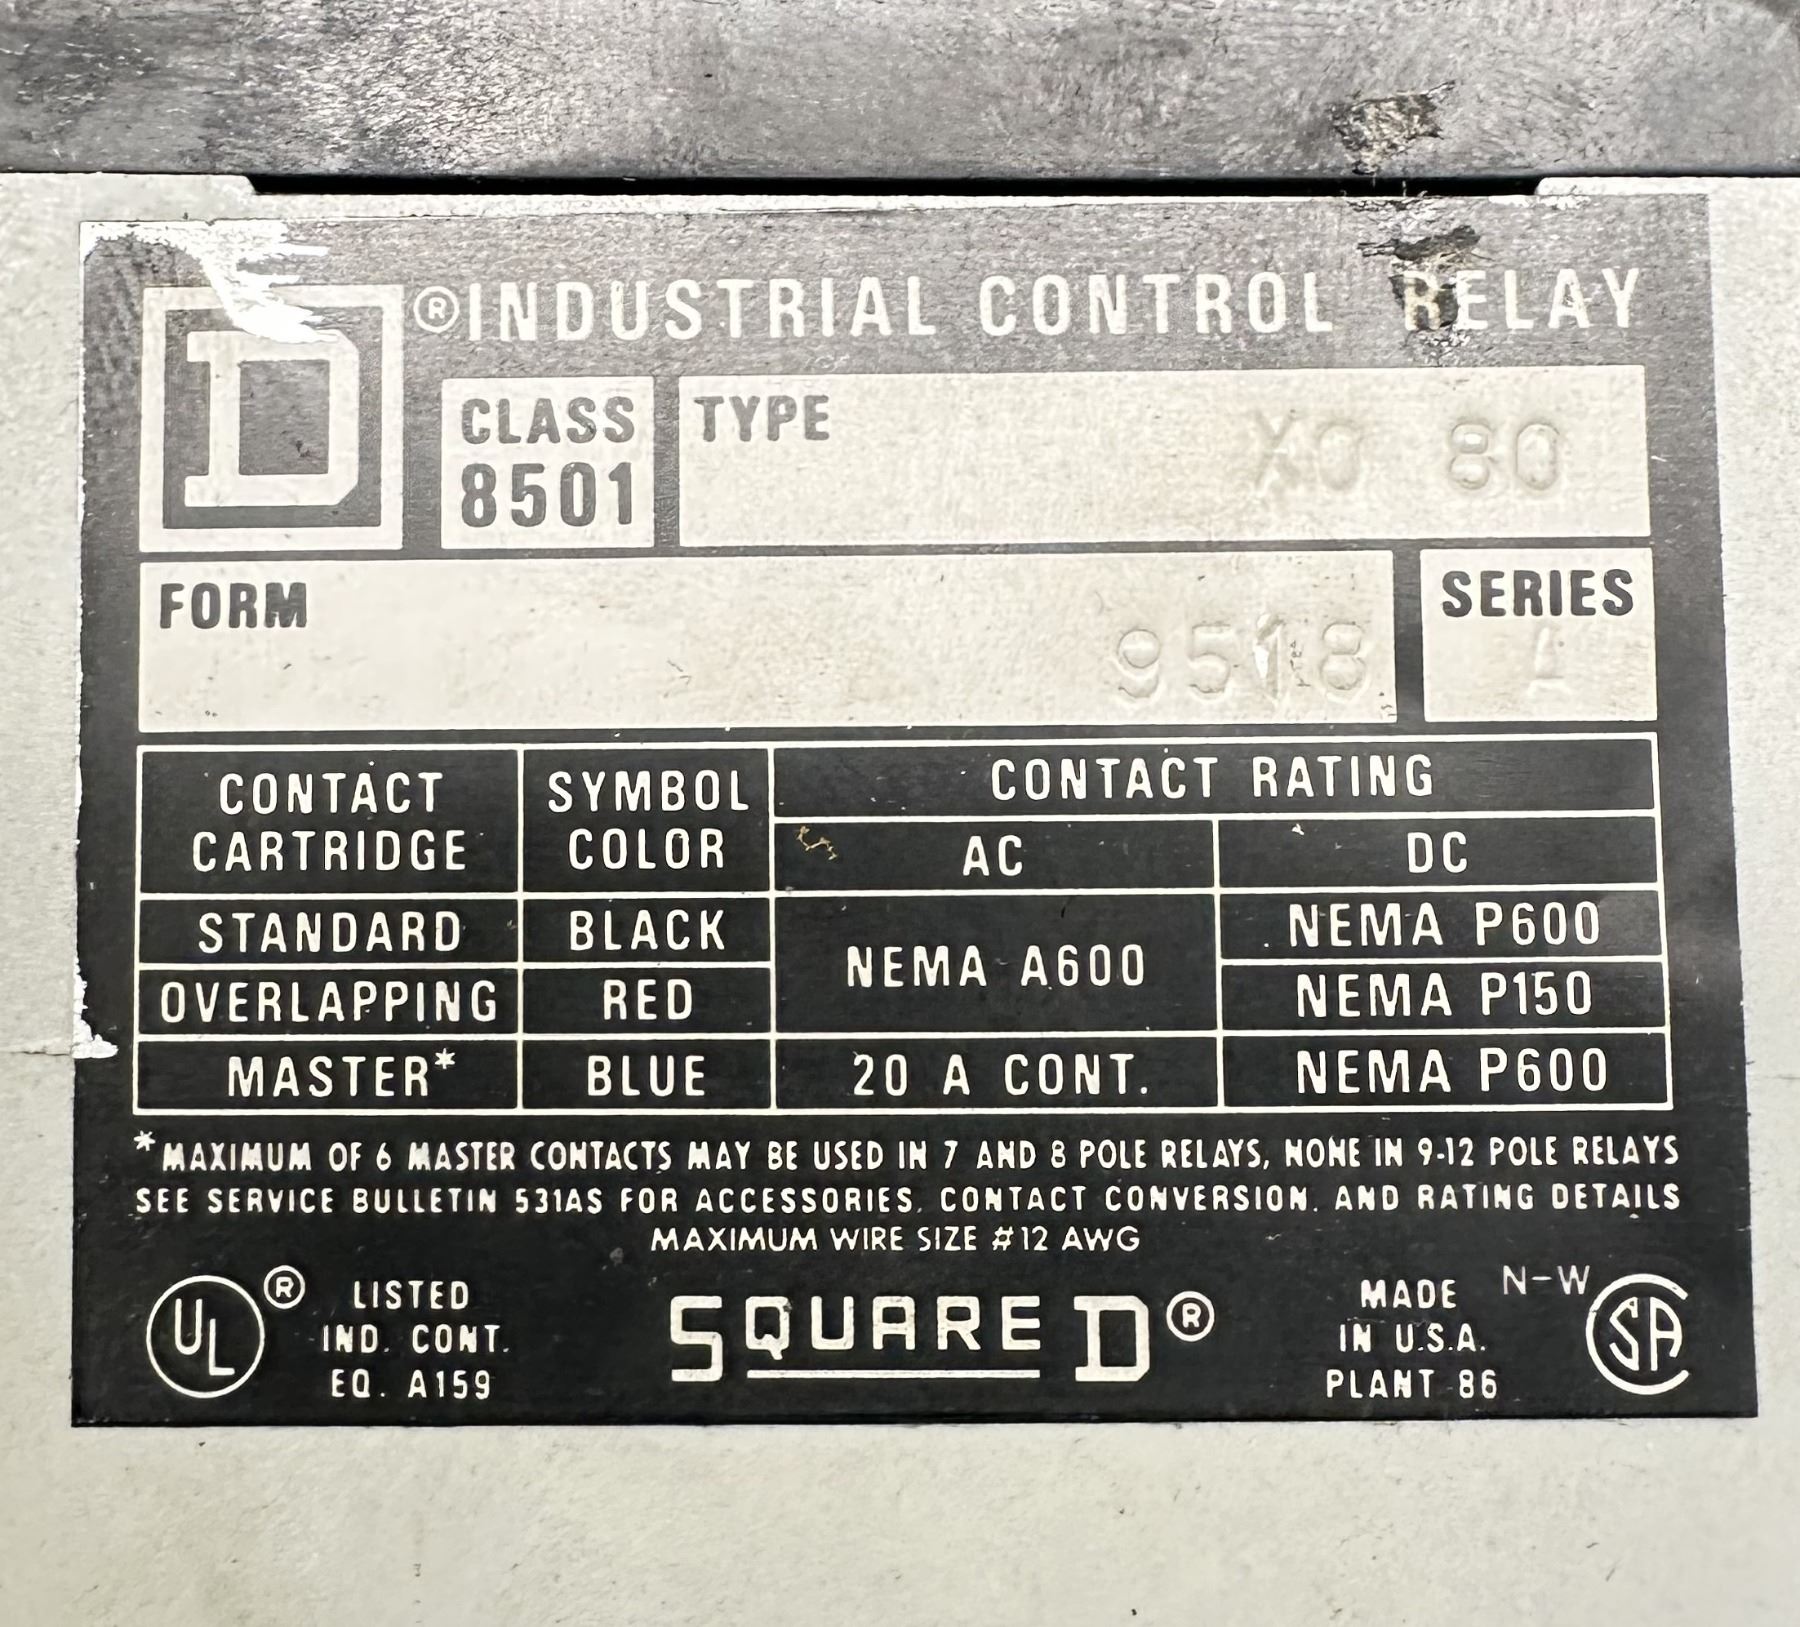 D ® INDUSTRIAL CONTROL RELAY
CLASS 8501
TYPE XO 80
FORM 9518
SERIES A
CONTACT CARTRIDGE SYMBOL COLOR CONTACT RATING
AC DC
STANDARD BLACK NEMA A600 NEMA P600
OVERLAPPING RED NEMA P150
MASTER* BLUE 20 A CONT. NEMA P600
*MAXIMUM OF 6 MASTER CONTACTS MAY BE USED IN 7 AND 8 POLE RELAYS, NONE IN 9-12 POLE RELAYS
SEE SERVICE BULLETIN 531AS FOR ACCESSORIES, CONTACT CONVERSION, AND RATING DETAILS
MAXIMUM WIRE SIZE #12 AWG
UL ® LISTED
IND. CONT.
EQ. A159
SQUARE D ®
MADE
IN U.S.A.
PLANT 86
N-W
CSA